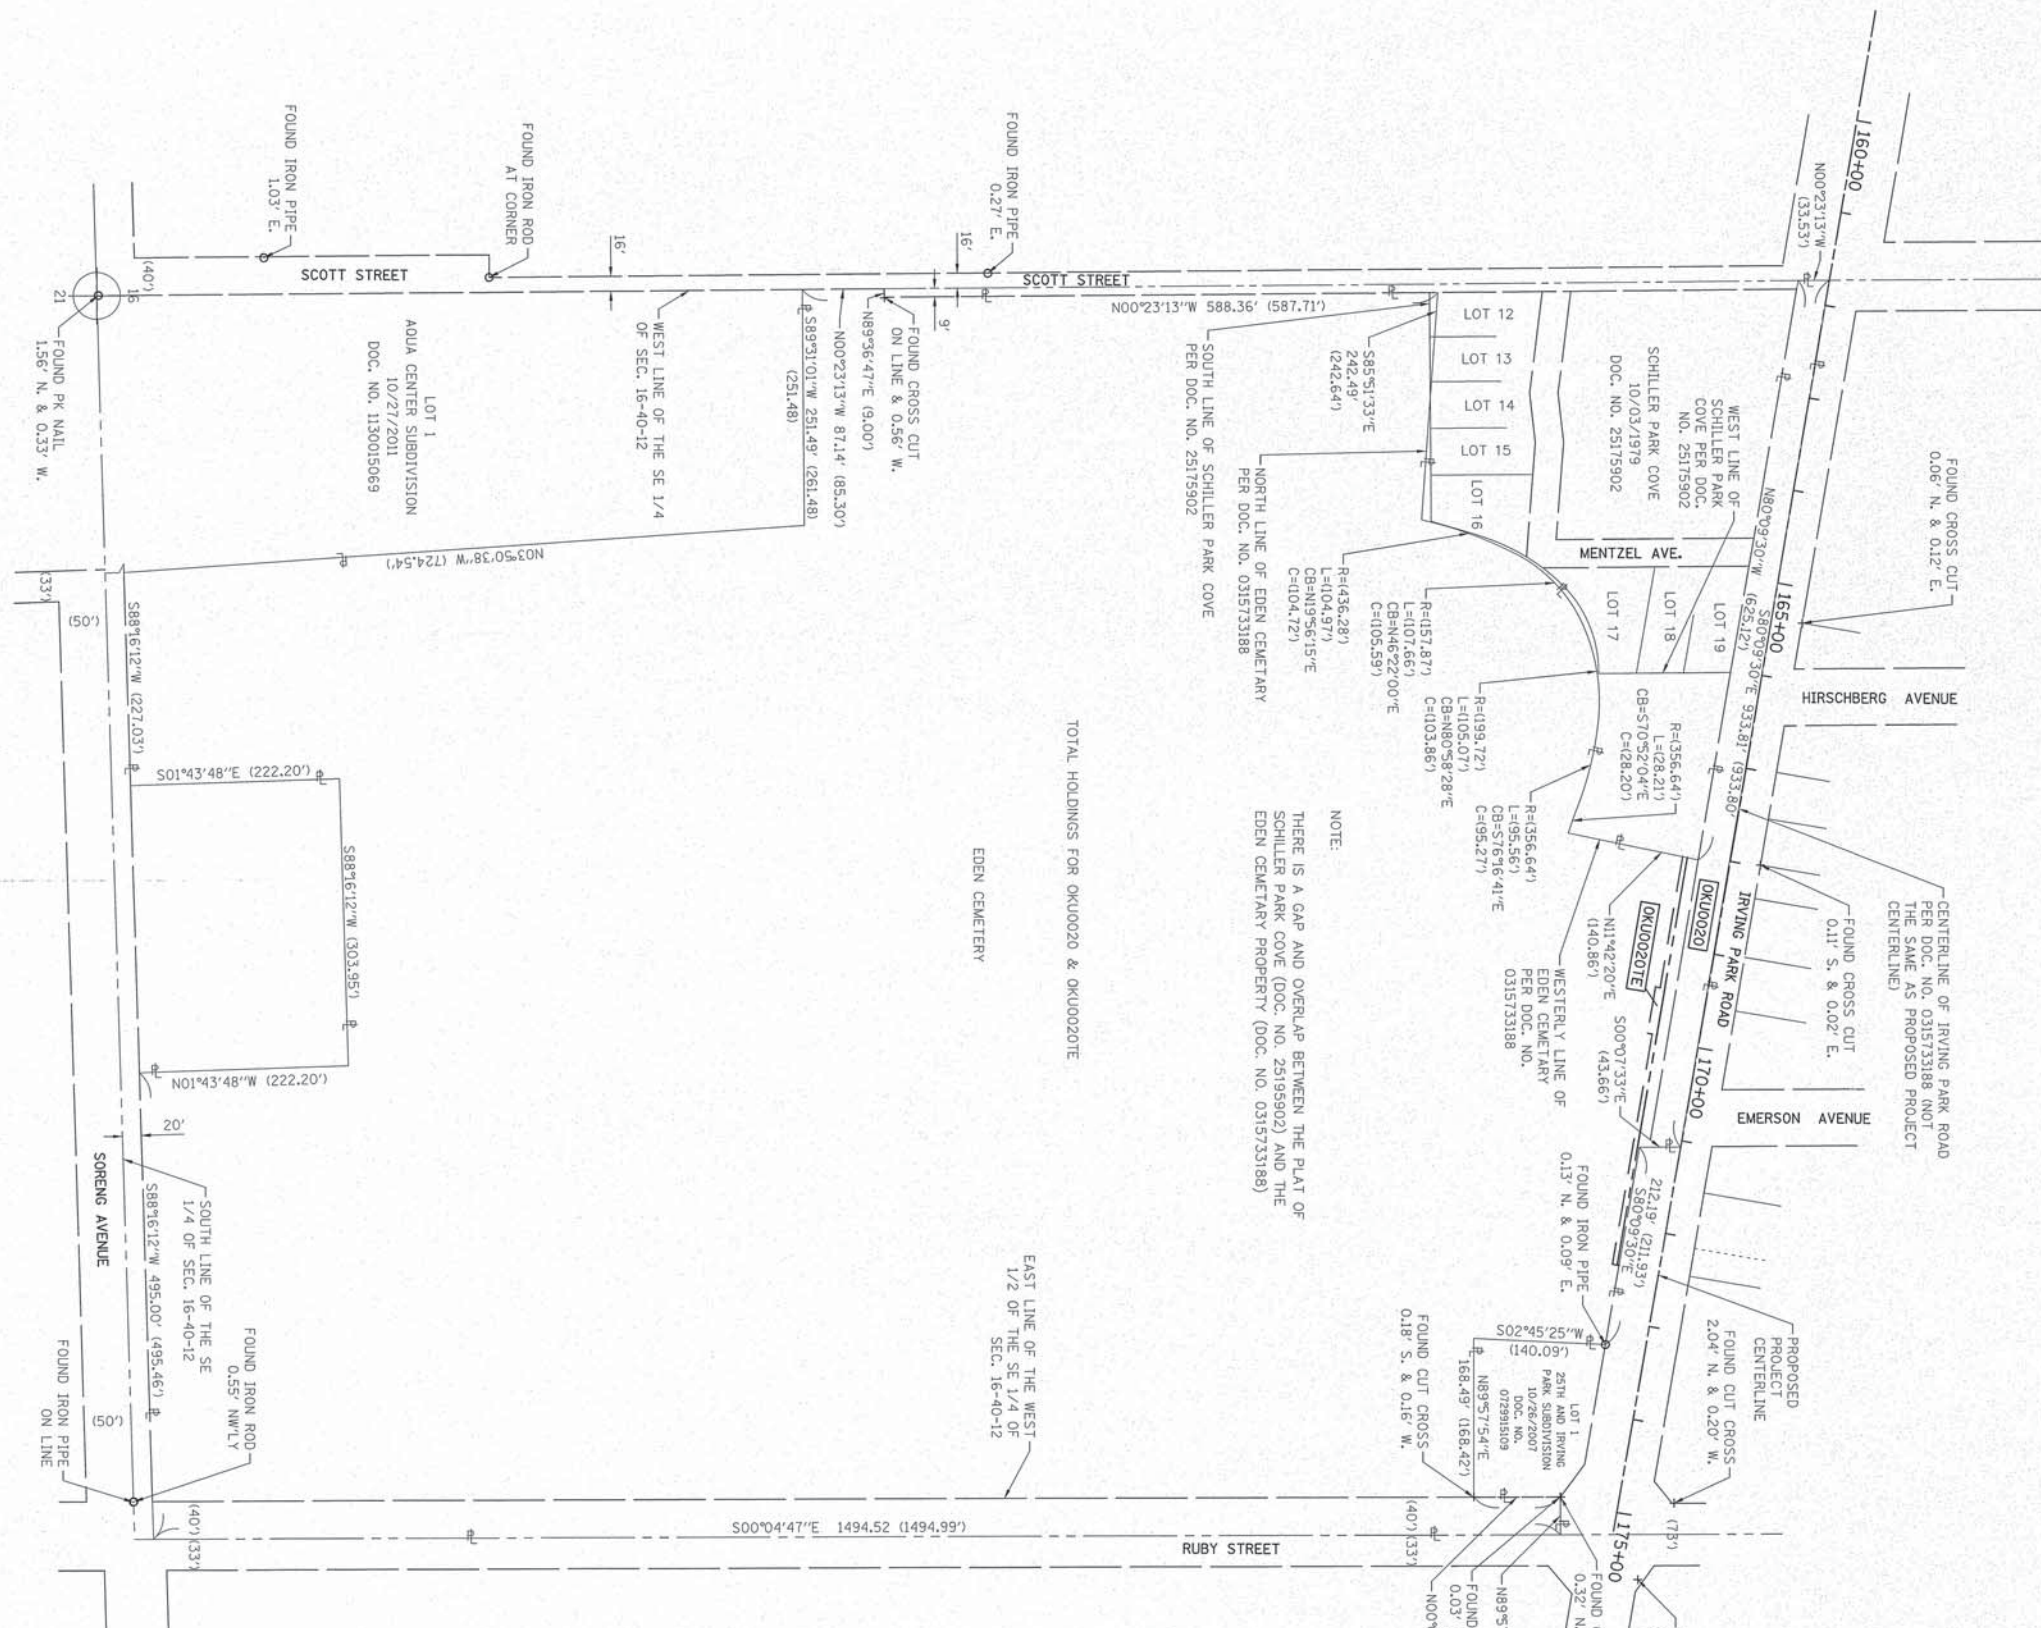 160+00
N00°23'13"W
(33.53')
FOUND CROSS CUT
0.06' N. & 0.12' E.
165+00
HIRSCHBERG AVENUE
N80°09'30"W (625.12')
S80°09'30"E 933.81' (933.80'
CENTERLINE OF IRVING PARK ROAD
PER DOC. NO. 0315733188 (NOT
THE SAME AS PROPOSED PROJECT
CENTERLINE)
FOUND CROSS CUT
0.11' S. & 0.02' E.
IRVING PARK ROAD
170+00
EMERSON AVENUE
OKU0020
OKU0020TE
WEST LINE OF
SCHILLER PARK
COVE PER DOC.
NO. 25175902
SCHILLER PARK COVE
10/03/1979
DOC. NO. 25175902
MENTZEL AVE.
LOT 12
LOT 13
LOT 14
LOT 15
LOT 16
LOT 17
LOT 18
LOT 19
R=(356.64')
L=(28.21')
CB=S70°52'04"E
C=(28.20')
R=(356.64')
L=(95.56')
CB=S76°16'41"E
C=(95.27')
R=(199.72')
L=(105.07')
CB=N80°58'28"E
C=(103.86')
R=(157.87')
L=(107.66')
CB=N46°22'00"E
C=(105.59')
R=(436.28')
L=(104.97')
CB=N19°56'15"E
C=(104.72')
N11°42'20"E
(140.86')
S00°07'33"E
(43.66')
WESTERLY LINE OF
EDEN CEMETARY
PER DOC. NO.
0315733188
212.19' (211.93')
S80°09'30"E
FOUND IRON PIPE
0.13' N. & 0.09' E.
PROPOSED
PROJECT
CENTERLINE
FOUND CUT CROSS
2.04' N. & 0.20' W.
S02°45'25"W
(140.09')
LOT 1
25TH AND IRVING
PARK SUBDIVISION
10/26/2007
DOC. NO.
0729915109
N89°57'54"E
168.49' (168.42')
FOUND CUT CROSS
0.18' S. & 0.16' W.
(73')
175+00
FOUND
0.32' N.
N89°5
FOUND
0.03'
N00°
(40') (33')
RUBY STREET
S00°04'47"E 1494.52 (1494.99')
EAST LINE OF THE WEST
1/2 OF THE SE 1/4 OF
SEC. 16-40-12
NOTE:
THERE IS A GAP AND OVERLAP BETWEEN THE PLAT OF
SCHILLER PARK COVE (DOC. NO. 25195902) AND THE
EDEN CEMETARY PROPERTY (DOC. NO. 0315733188)
TOTAL HOLDINGS FOR OKU0020 & OKU0020TE
EDEN CEMETERY
S85°51'33"E
242.49'
(242.64')
NORTH LINE OF EDEN CEMETARY
PER DOC. NO. 0315733188
SOUTH LINE OF SCHILLER PARK COVE
PER DOC. NO. 25175902
N00°23'13"W 588.36' (587.71')
SCOTT STREET
FOUND IRON PIPE
0.27' E.
16'
9'
FOUND CROSS CUT
ON LINE & 0.56' W.
N89°36'47"E (9.00')
N00°23'13"W 87.14' (85.30')
S89°31'01"W 251.49' (261.48)
(251.48)
WEST LINE OF THE SE 1/4
OF SEC. 16-40-12
16'
FOUND IRON ROD
AT CORNER
SCOTT STREET
LOT 1
AQUA CENTER SUBDIVISION
10/27/2011
DOC. NO. 1130015069
FOUND IRON PIPE
1.03' E.
(40')
16
21
FOUND PK NAIL
1.56' N. & 0.33' W.
N03°50'38"W (724.54')
(33')
(50')
S88°16'12"W (227.03')
S01°43'48"E (222.20')
S88°16'12"W (303.95')
N01°43'48"W (222.20')
20'
SORENG AVENUE
SOUTH LINE OF THE SE
1/4 OF SEC. 16-40-12
S88°16'12"W 495.00' (495.46')
FOUND IRON ROD
0.55' NW'LY
(50')
FOUND IRON PIPE
ON LINE
(40') (33')